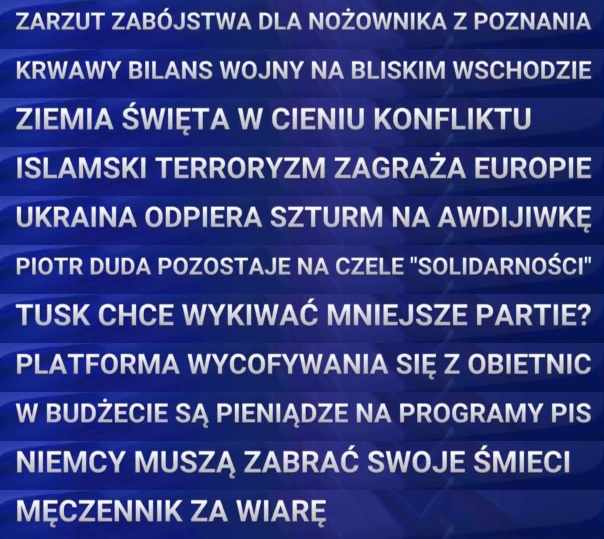 ZARZUT ZABÓJSTWA DLA NOŻOWNIKA Z POZNANIA
KRWAWY BILANS WOJNY NA BLISKIM WSCHODZIE
ZIEMIA ŚWIĘTA W CIENIU KONFLIKTU
ISLAMSKI TERRORYZM ZAGRAŻA EUROPIE
UKRAINA ODPIERA SZTURM NA AWDIJIWKĘ
PIOTR DUDA POZOSTAJE NA CZELE "SOLIDARNOŚCI"
TUSK CHCE WYKIWAĆ MNIEJSZE PARTIE?
PLATFORMA WYCOFYWANIA SIĘ Z OBIETNIC
W BUDŻECIE SĄ PIENIĄDZE NA PROGRAMY PIS
NIEMCY MUSZĄ ZABRAĆ SWOJE ŚMIECI
MĘCZENNIK ZA WIARĘ